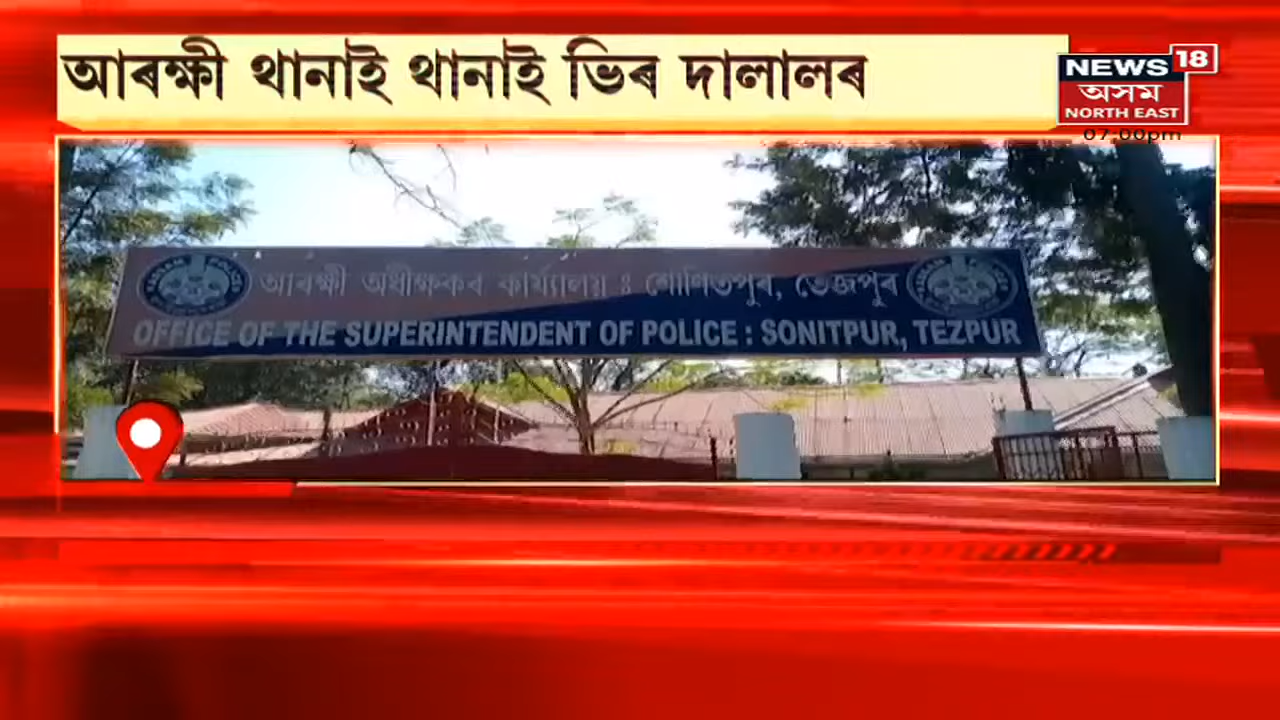 আৰক্ষী থানাই থানাই ভিৰ দালালৰ
NEWS 18
অসম
NORTH EAST
07:00pm
আৰক্ষী অধীক্ষকৰ কাৰ্য্যালয় ঃ শোণিতপুৰ, তেজপুৰ
OFFICE OF THE SUPERINTENDENT OF POLICE : SONITPUR, TEZPUR